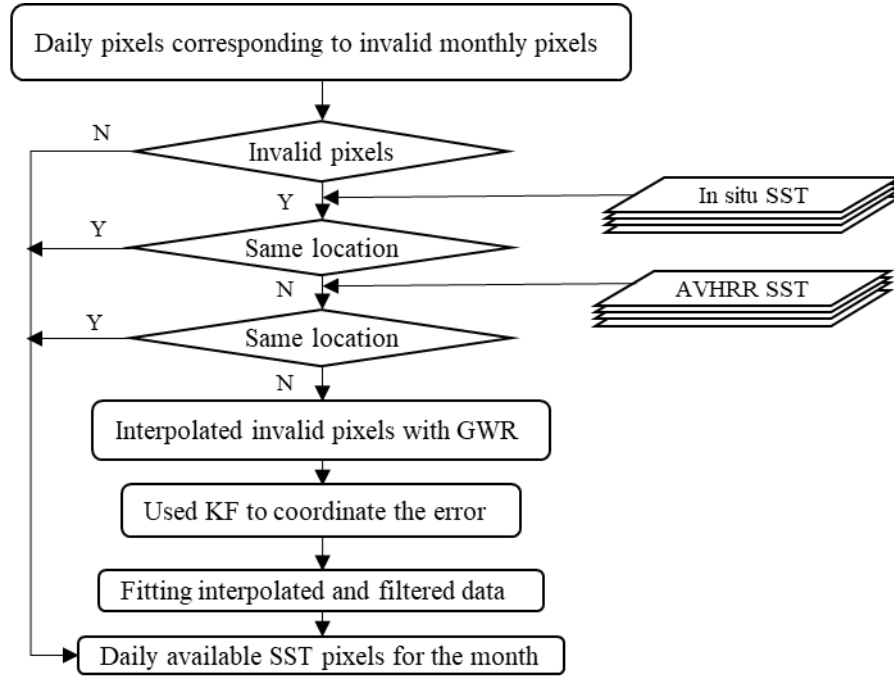 Daily pixels corresponding to invalid monthly pixels
N
Invalid pixels
Y
In situ SST
Y
Same location
N
AVHRR SST
Y
Same location
N
Interpolated invalid pixels with GWR
Used KF to coordinate the error
Fitting interpolated and filtered data
Daily available SST pixels for the month